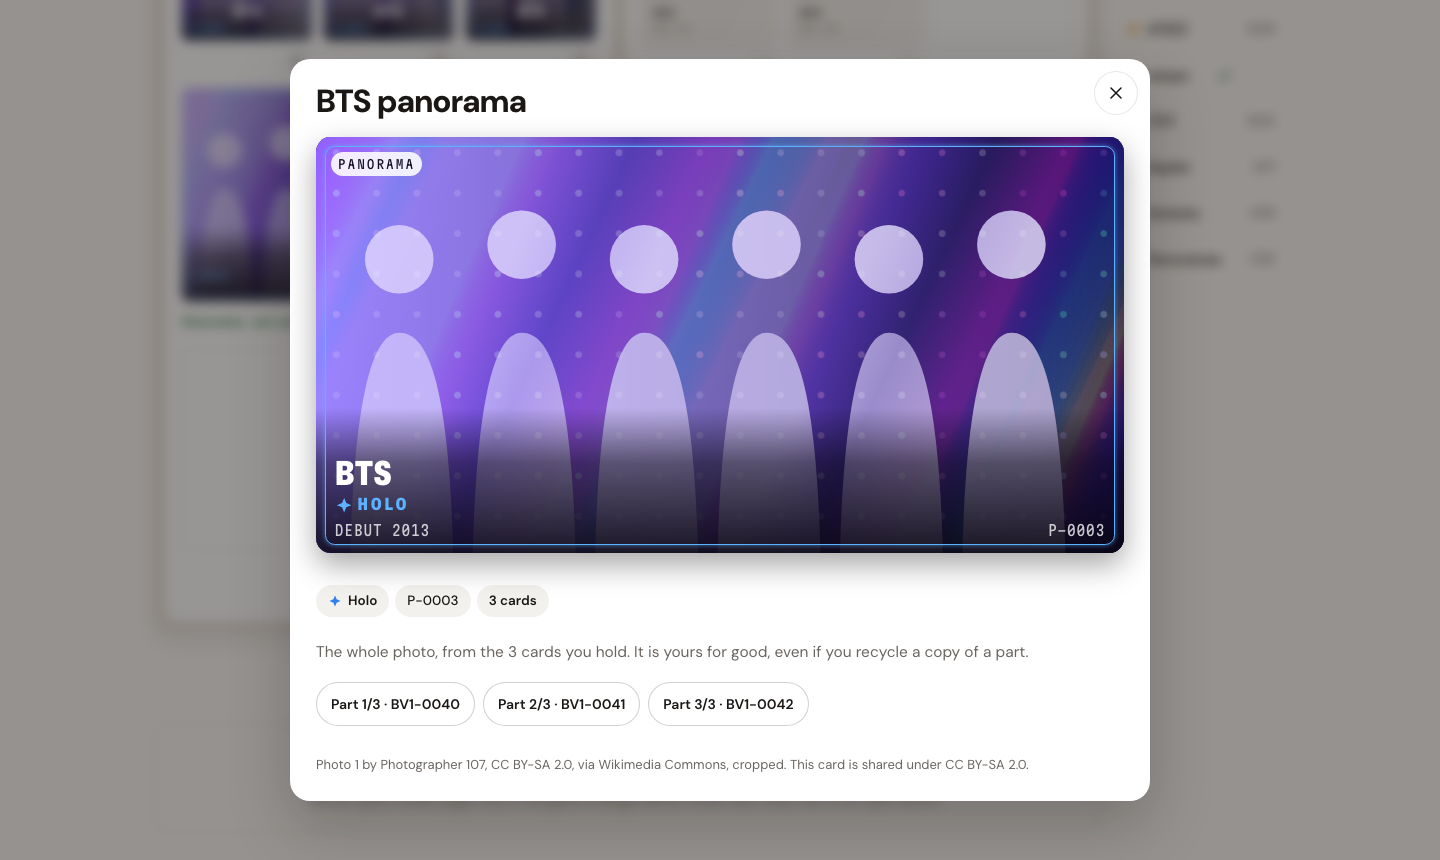 BTS panorama
PANORAMA
BTS
HOLO
DEBUT 2013
P-0003
Holo
P-0003
3 cards
The whole photo, from the 3 cards you hold. It is yours for good, even if you recycle a copy of a part.
Part 1/3 · BV1-0040
Part 2/3 · BV1-0041
Part 3/3 · BV1-0042
Photo 1 by Photographer 107, CC BY-SA 2.0, via Wikimedia Commons, cropped. This card is shared under CC BY-SA 2.0.